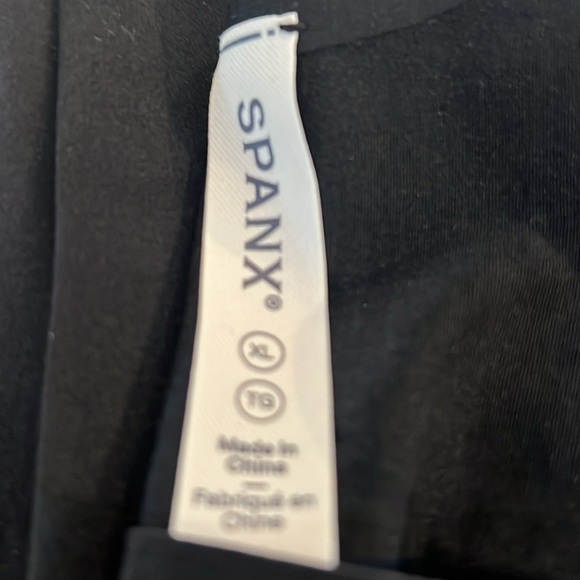 SPANX®
XL
TG
Made in
China
—
Fabriqué en
Chine